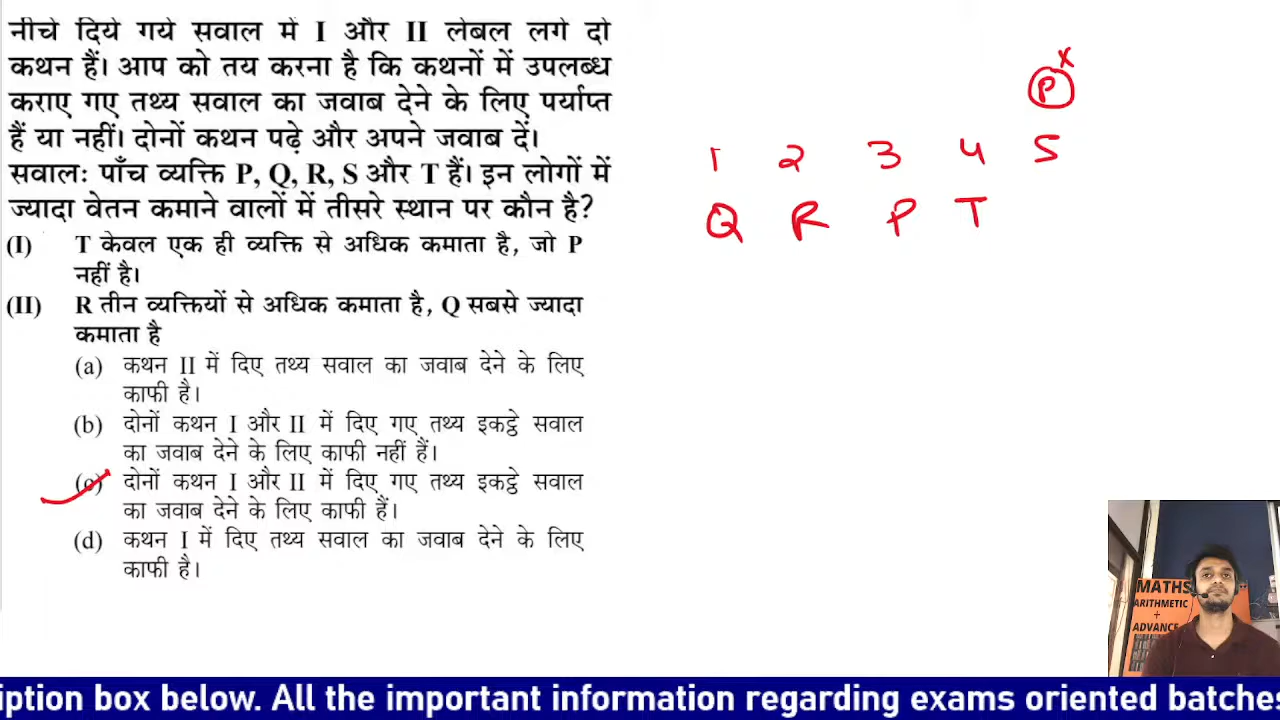 नीचे दिये गये सवाल में I और II लेबल लगे दो
कथन हैं। आप को तय करना है कि कथनों में उपलब्ध
कराए गए तथ्य सवाल का जवाब देने के लिए पर्याप्त
हैं या नहीं। दोनों कथन पढ़े और अपने जवाब दें।
सवालः पाँच व्यक्ति P, Q, R, S और T हैं। इन लोगों में
ज्यादा वेतन कमाने वालों में तीसरे स्थान पर कौन है?
(I) T केवल एक ही व्यक्ति से अधिक कमाता है, जो P
नहीं है।
(II) R तीन व्यक्तियों से अधिक कमाता है, Q सबसे ज्यादा
कमाता है
(a) कथन II में दिए तथ्य सवाल का जवाब देने के लिए
काफी है।
(b) दोनों कथन I और II में दिए गए तथ्य इकट्ठे सवाल
का जवाब देने के लिए काफी नहीं हैं।
(c) दोनों कथन I और II में दिए गए तथ्य इकट्ठे सवाल
का जवाब देने के लिए काफी हैं।
(d) कथन I में दिए तथ्य सवाल का जवाब देने के लिए
काफी है।
x
P
1 2 3 4 5
Q R P T
MATHS
ARITHMETIC
+
ADVANCE
iption box below. All the important information regarding exams oriented batches